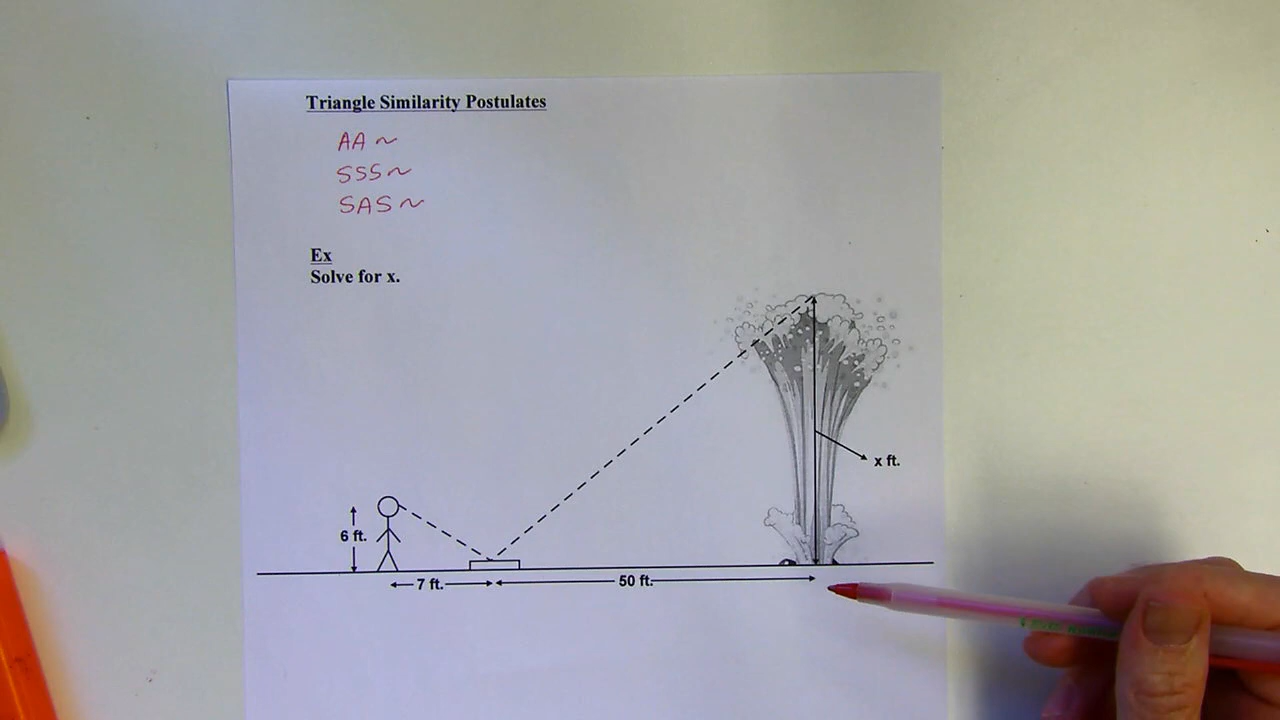 Triangle Similarity Postulates
AA ~
SSS ~
SAS ~
Ex
Solve for x.
x ft.
6 ft.
7 ft.
50 ft.